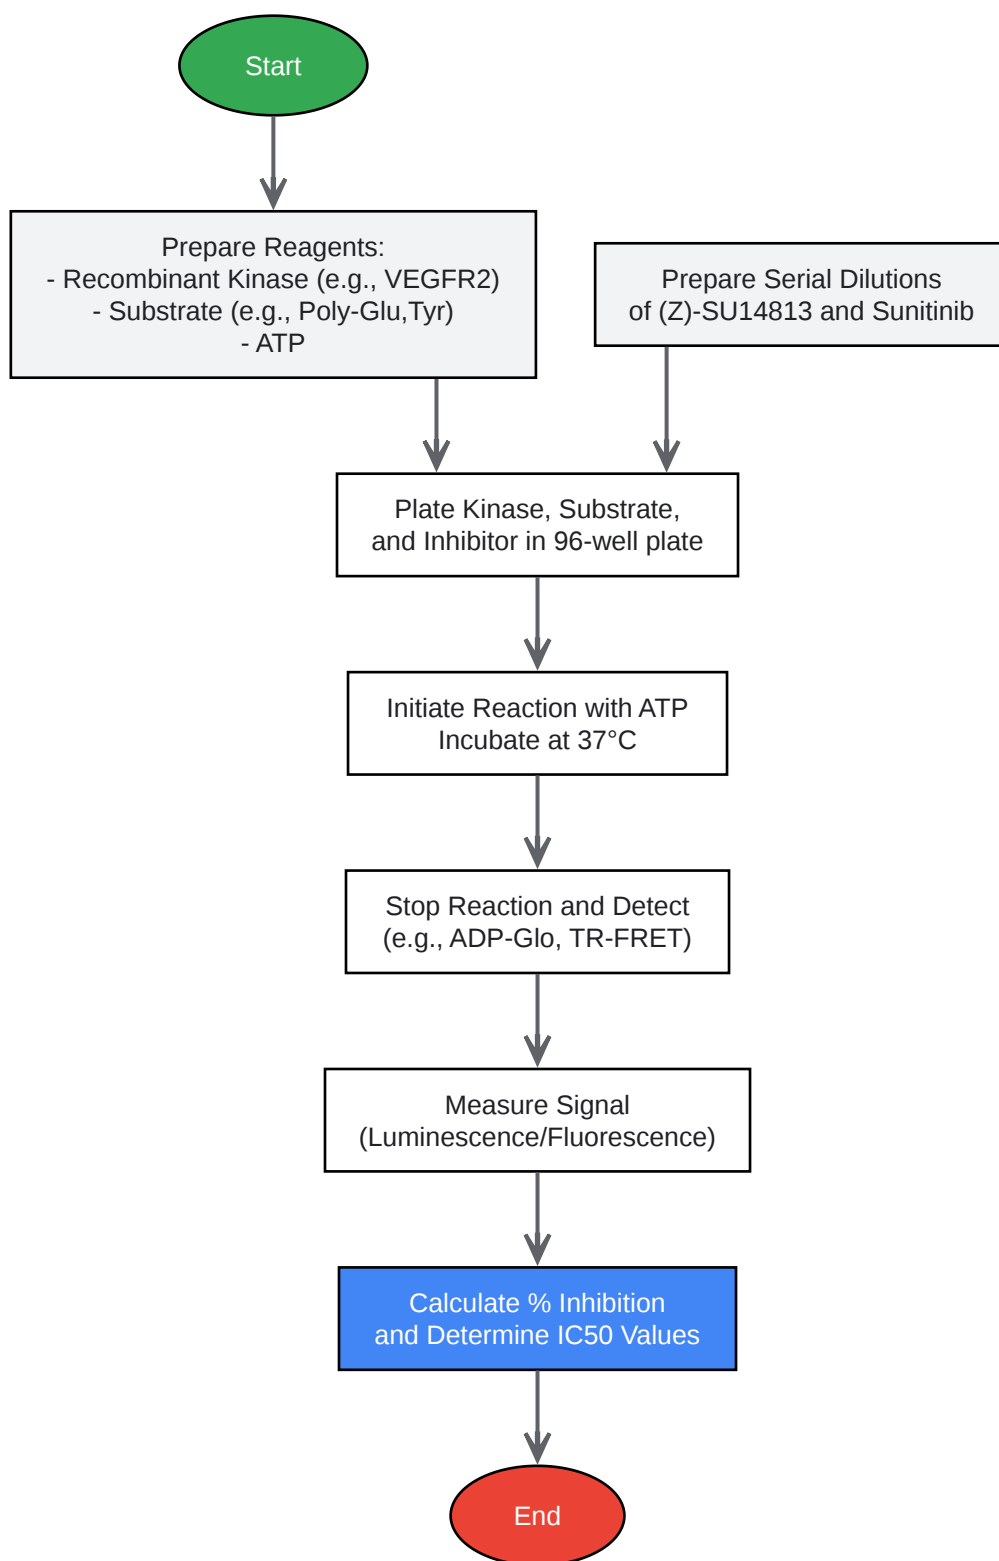 Start
Prepare Reagents:
- Recombinant Kinase (e.g., VEGFR2)
- Substrate (e.g., Poly-Glu,Tyr)
- ATP
Prepare Serial Dilutions
of (Z)-SU14813 and Sunitinib
Plate Kinase, Substrate,
and Inhibitor in 96-well plate
Initiate Reaction with ATP
Incubate at 37°C
Stop Reaction and Detect
(e.g., ADP-Glo, TR-FRET)
Measure Signal
(Luminescence/Fluorescence)
Calculate % Inhibition
and Determine IC50 Values
End